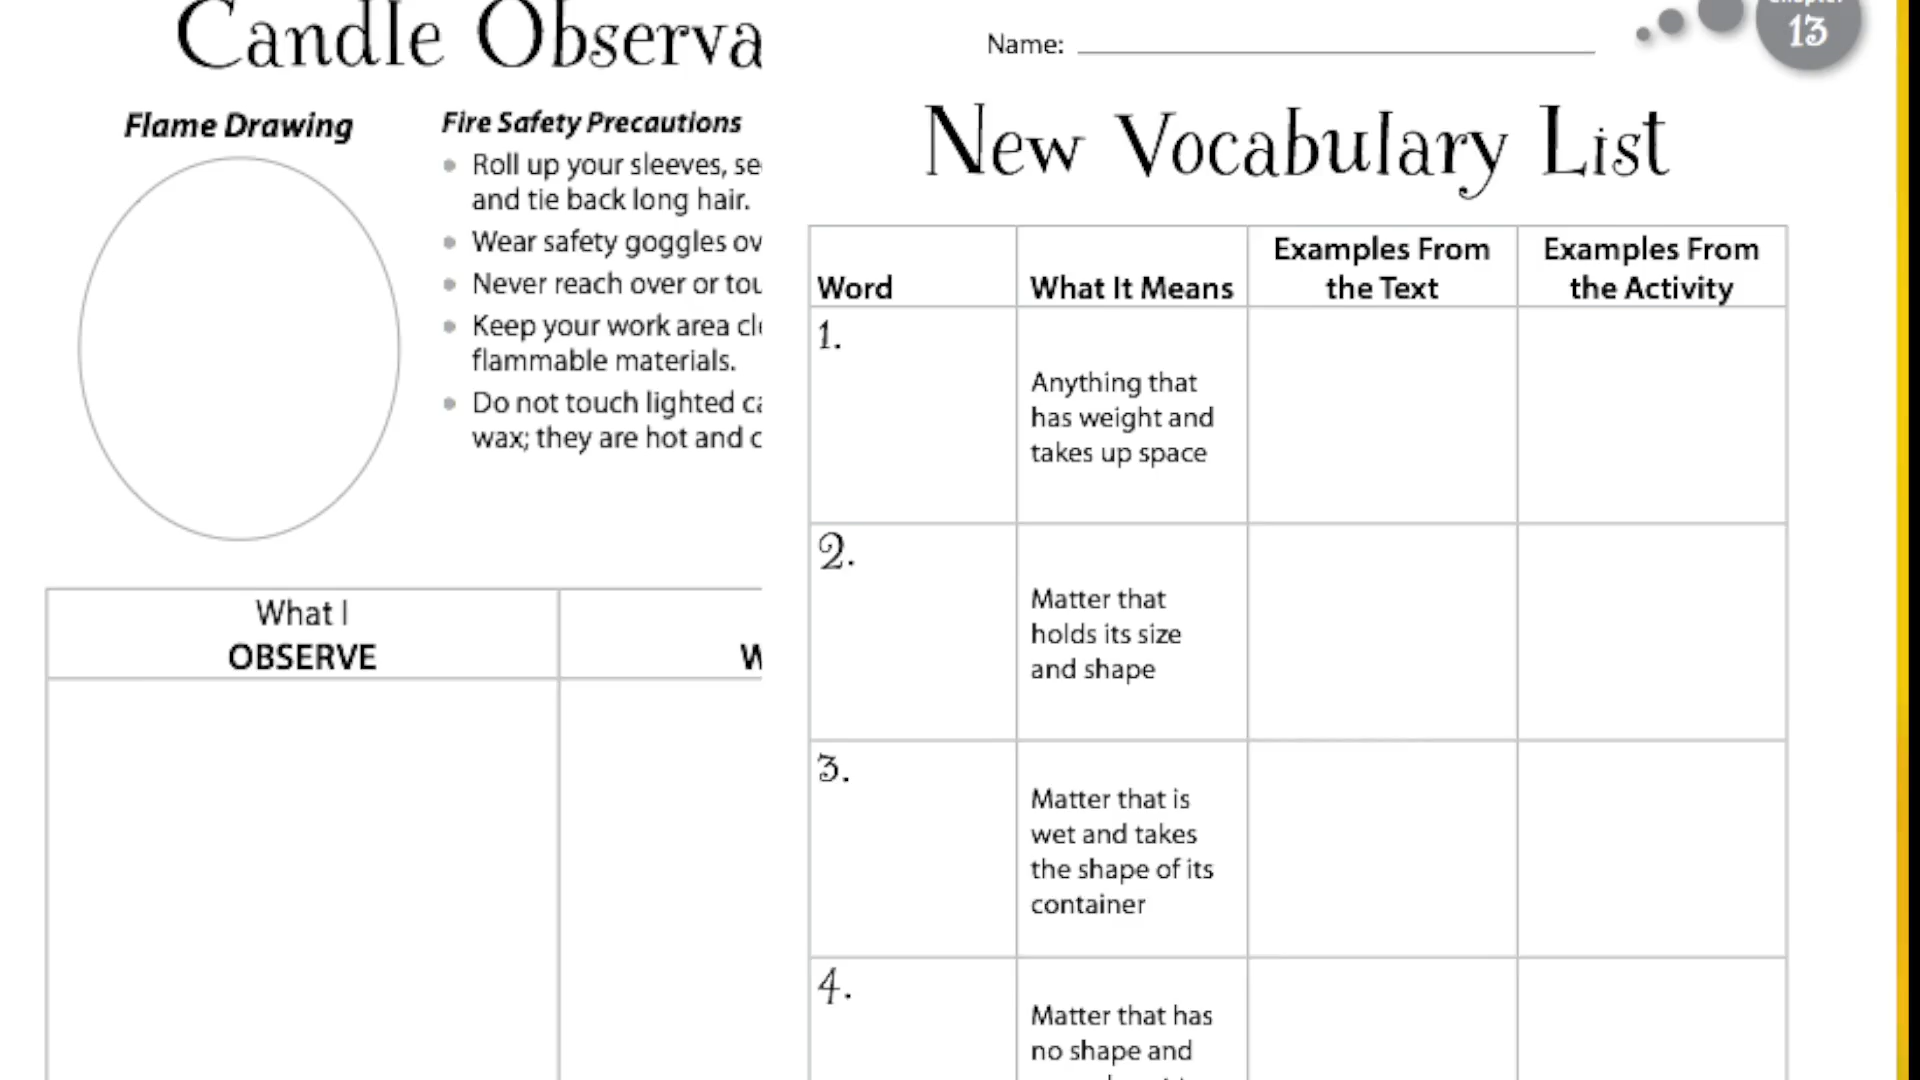 Candle Observa
Flame Drawing
Fire Safety Precautions
Roll up your sleeves, se
and tie back long hair.
Wear safety goggles ov
Never reach over or tou
Keep your work area cl
flammable materials.
Do not touch lighted ca
wax; they are hot and c
What I
OBSERVE
W
Name:
Chapter
13
New Vocabulary List
Word
What It Means
Examples From
the Text
Examples From
the Activity
1.
Anything that
has weight and
takes up space
2.
Matter that
holds its size
and shape
3.
Matter that is
wet and takes
the shape of its
container
4.
Matter that has
no shape and